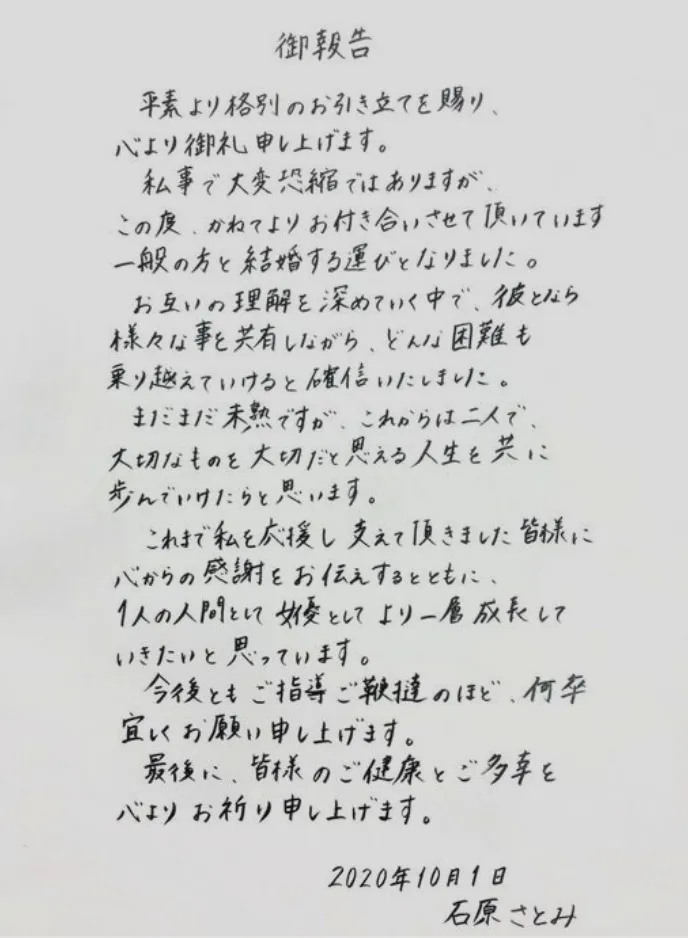 御報告
平素より格別のお引き立てを賜り、
心より御礼申し上げます。
私事で大変恐縮ではありますが、
この度、かねてよりお付き合いさせて頂いています
一般の方と結婚する運びとなりました。
お互いの理解を深めていく中で、彼となら
様々な事を共有しながら、どんな困難も
乗り越えていけると確信いたしました。
まだまだ未熟ですが、これからは二人で、
大切なものを大切だと思える人生を共に
歩んでいけたらと思います。
これまで私を応援し支えて頂きました皆様に
心からの感謝をお伝えするとともに、
1人の人間として女優としてより一層成長して
いきたいと思っています。
今後ともご指導ご鞭撻のほど、何卒
宜しくお願い申し上げます。
最後に、皆様のご健康とご多幸を
心よりお祈り申し上げます。
2020年10月1日
石原さとみ